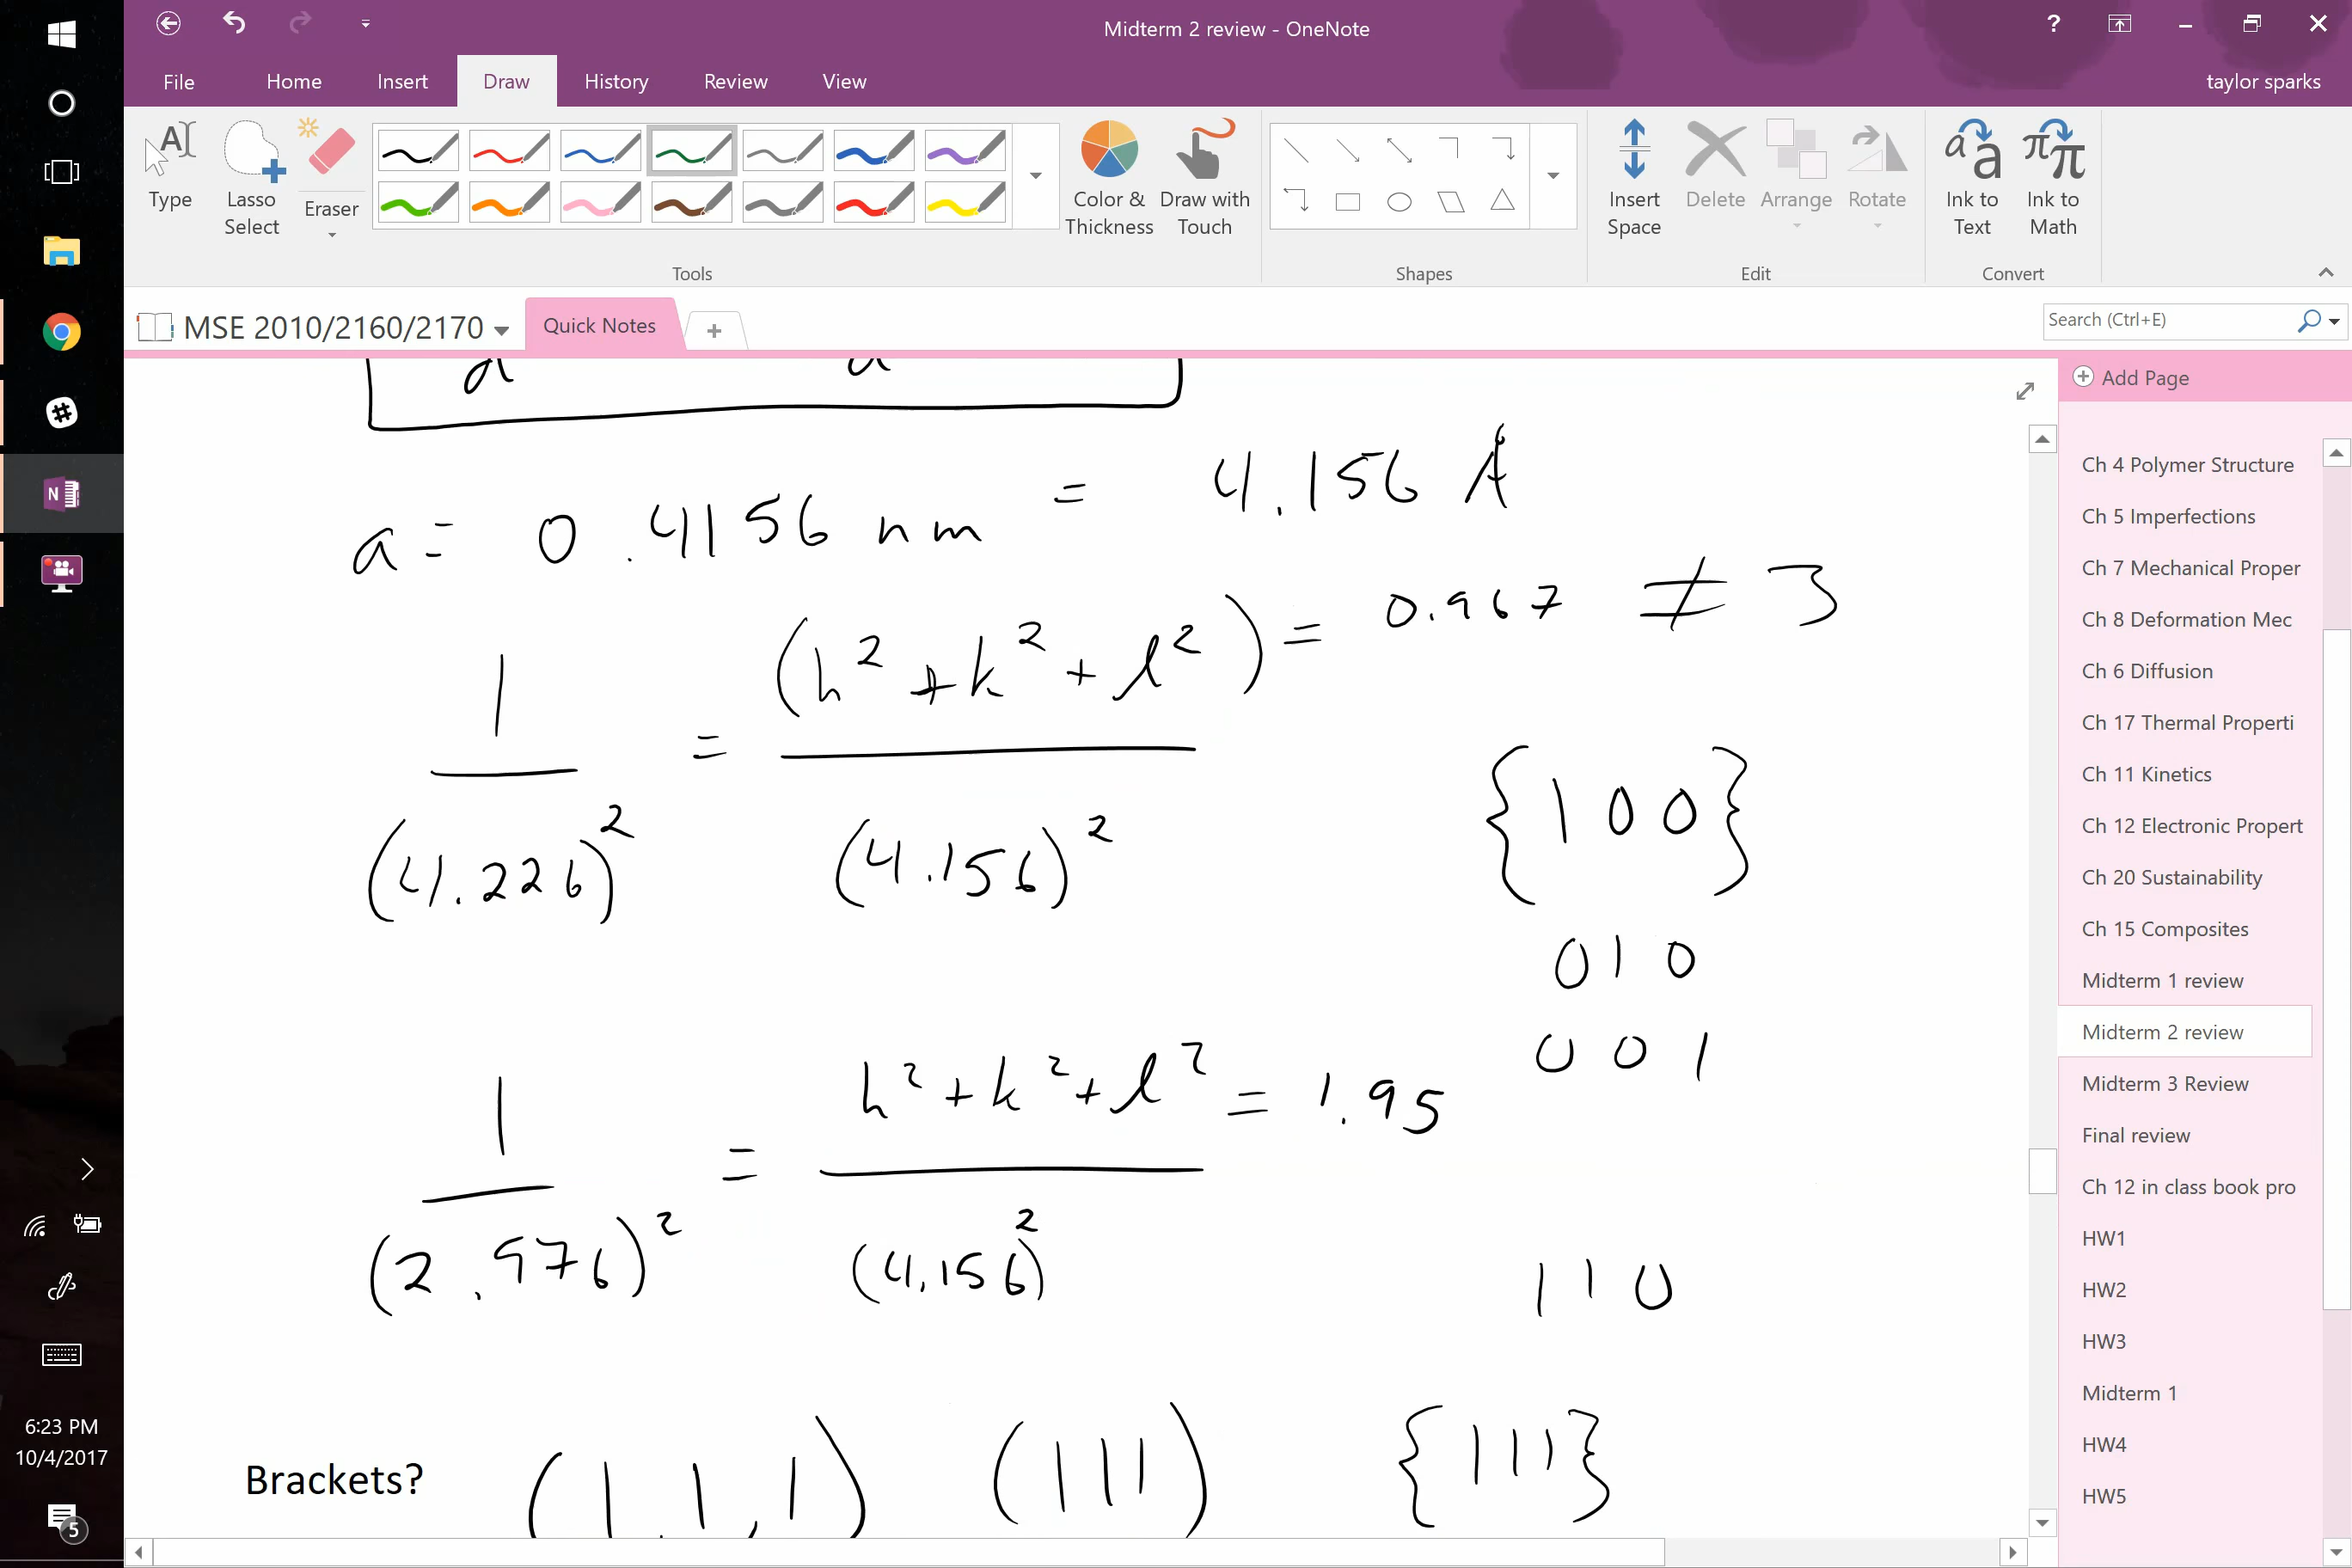 Midterm 2 review - OneNote
?
File Home Insert Draw History Review View
taylor sparks
Type
Lasso Select
Eraser
Color & Thickness
Draw with Touch
Insert Space
Delete
Arrange
Rotate
Ink to Text
Ink to Math
Tools
Shapes
Edit
Convert
MSE 2010/2160/2170
Quick Notes
+
Search (Ctrl+E)
Add Page
Ch 4 Polymer Structure
Ch 5 Imperfections
Ch 7 Mechanical Proper
Ch 8 Deformation Mec
Ch 6 Diffusion
Ch 17 Thermal Properti
Ch 11 Kinetics
Ch 12 Electronic Propert
Ch 20 Sustainability
Ch 15 Composites
Midterm 1 review
Midterm 2 review
Midterm 3 Review
Final review
Ch 12 in class book pro
HW1
HW2
HW3
Midterm 1
HW4
HW5
a = 0.4156 nm = 4.156 Å
1 / (4.226)² = (h² + k² + l²) / (4.156)² = 0.967 ≠ 3
{100}
010
001
1 / (2.976)² = h² + k² + l² / (4.156)² = 1.95
110
Brackets? (1,1,1) (111) {111}
6:23 PM
10/4/2017
5